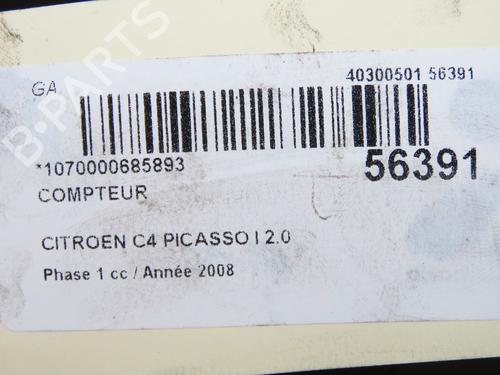 B-PARTS
GA
40300501 56391
*1070000685893
56391
COMPTEUR
CITROEN C4 PICASSO I 2.0
Phase 1 cc / Année 2008